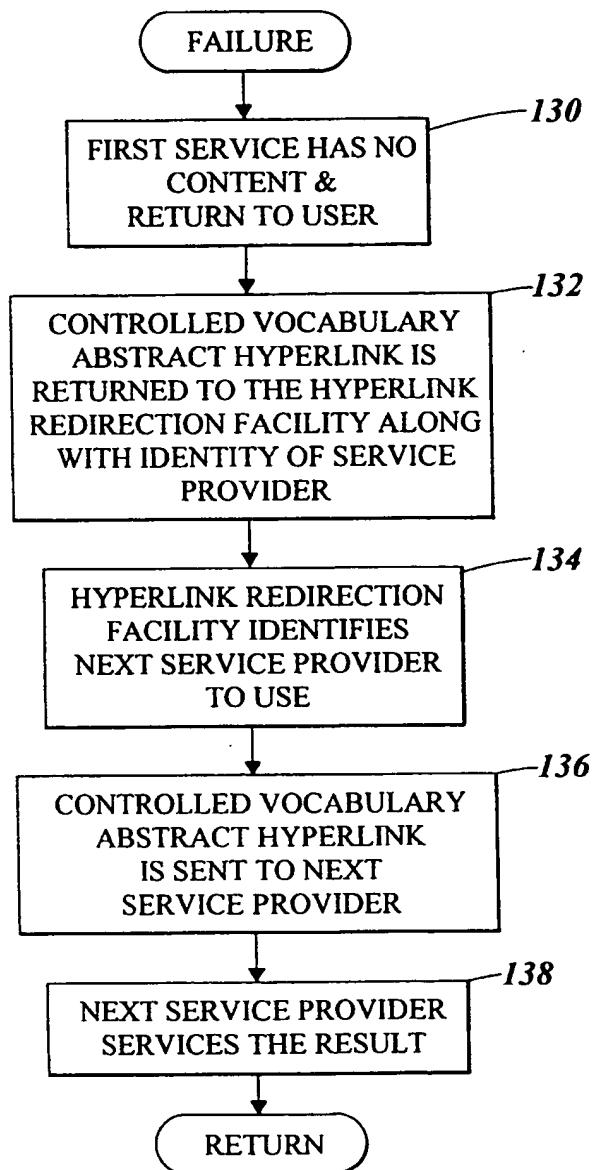 FAILURE
130
FIRST SERVICE HAS NO
CONTENT &
RETURN TO USER
132
CONTROLLED VOCABULARY
ABSTRACT HYPERLINK IS
RETURNED TO THE HYPERLINK
REDIRECTION FACILITY ALONG
WITH IDENTITY OF SERVICE
PROVIDER
134
HYPERLINK REDIRECTION
FACILITY IDENTIFIES
NEXT SERVICE PROVIDER
TO USE
136
CONTROLLED VOCABULARY
ABSTRACT HYPERLINK
IS SENT TO NEXT
SERVICE PROVIDER
138
NEXT SERVICE PROVIDER
SERVICES THE RESULT
RETURN